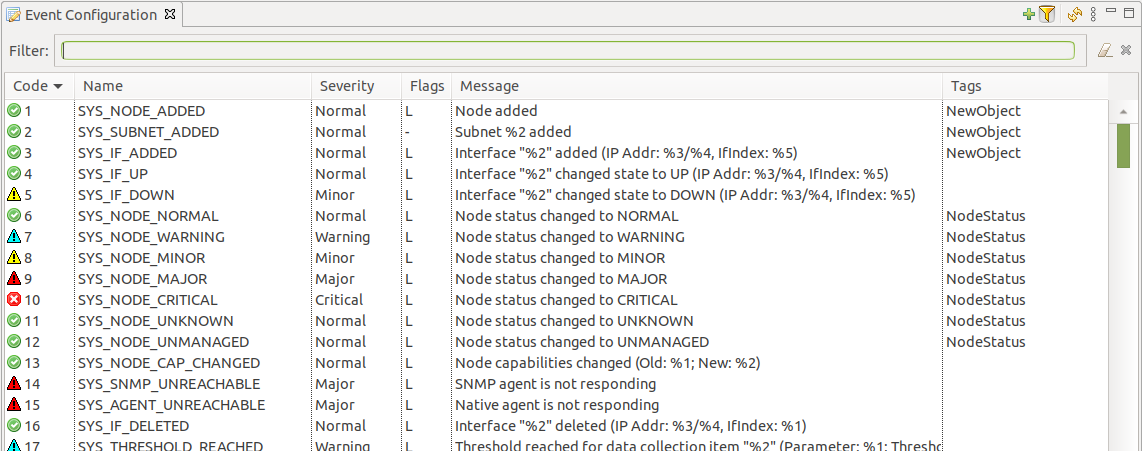 Event Configuration
Filter:
Code Name Severity Flags Message Tags
1 SYS_NODE_ADDED Normal L Node added NewObject
2 SYS_SUBNET_ADDED Normal - Subnet %2 added NewObject
3 SYS_IF_ADDED Normal L Interface "%2" added (IP Addr: %3/%4, IfIndex: %5) NewObject
4 SYS_IF_UP Normal L Interface "%2" changed state to UP (IP Addr: %3/%4, IfIndex: %5)
5 SYS_IF_DOWN Minor L Interface "%2" changed state to DOWN (IP Addr: %3/%4, IfIndex: %5)
6 SYS_NODE_NORMAL Normal L Node status changed to NORMAL NodeStatus
7 SYS_NODE_WARNING Warning L Node status changed to WARNING NodeStatus
8 SYS_NODE_MINOR Minor L Node status changed to MINOR NodeStatus
9 SYS_NODE_MAJOR Major L Node status changed to MAJOR NodeStatus
10 SYS_NODE_CRITICAL Critical L Node status changed to CRITICAL NodeStatus
11 SYS_NODE_UNKNOWN Normal L Node status changed to UNKNOWN NodeStatus
12 SYS_NODE_UNMANAGED Normal L Node status changed to UNMANAGED NodeStatus
13 SYS_NODE_CAP_CHANGED Normal L Node capabilities changed (Old: %1; New: %2)
14 SYS_SNMP_UNREACHABLE Major L SNMP agent is not responding
15 SYS_AGENT_UNREACHABLE Major L Native agent is not responding
16 SYS_IF_DELETED Normal L Interface "%2" deleted (IP Addr: %3/%4, IfIndex: %1)
17 SYS_THRESHOLD_REACHED Warning L Threshold reached for data collection item "%2" (Parameter: %1; Thresho